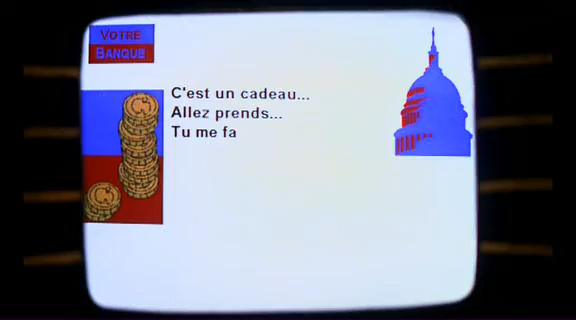 VOTRE
BANQUE
C'est un cadeau...
Allez prends...
Tu me fa